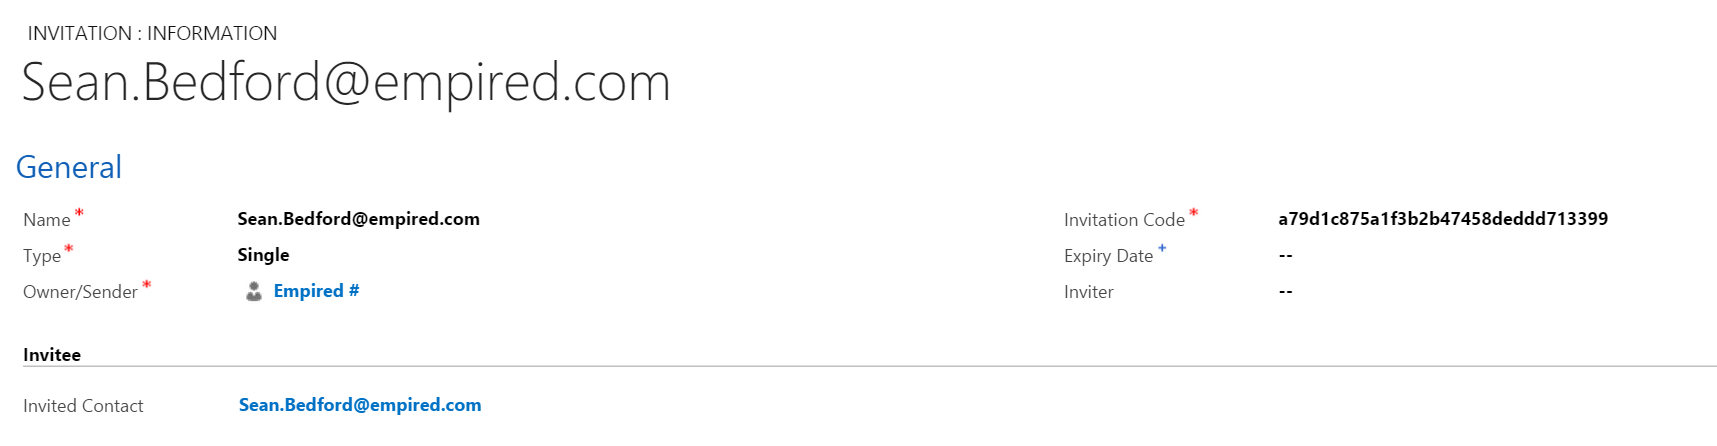 INVITATION : INFORMATION
Sean.Bedford@empired.com
General
Name * Sean.Bedford@empired.com Invitation Code * a79d1c875a1f3b2b47458deddd713399
Type * Single Expiry Date + --
Owner/Sender * Empired # Inviter --
Invitee
Invited Contact Sean.Bedford@empired.com